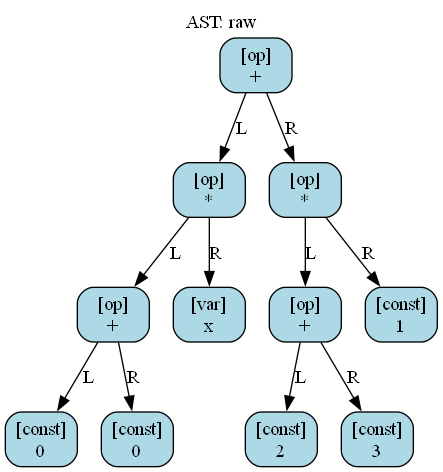 AST: raw
[op]
+
L
R
[op]
*
[op]
*
L
R
L
R
[op]
+
[var]
x
[op]
+
[const]
1
L
R
L
R
[const]
0
[const]
0
[const]
2
[const]
3